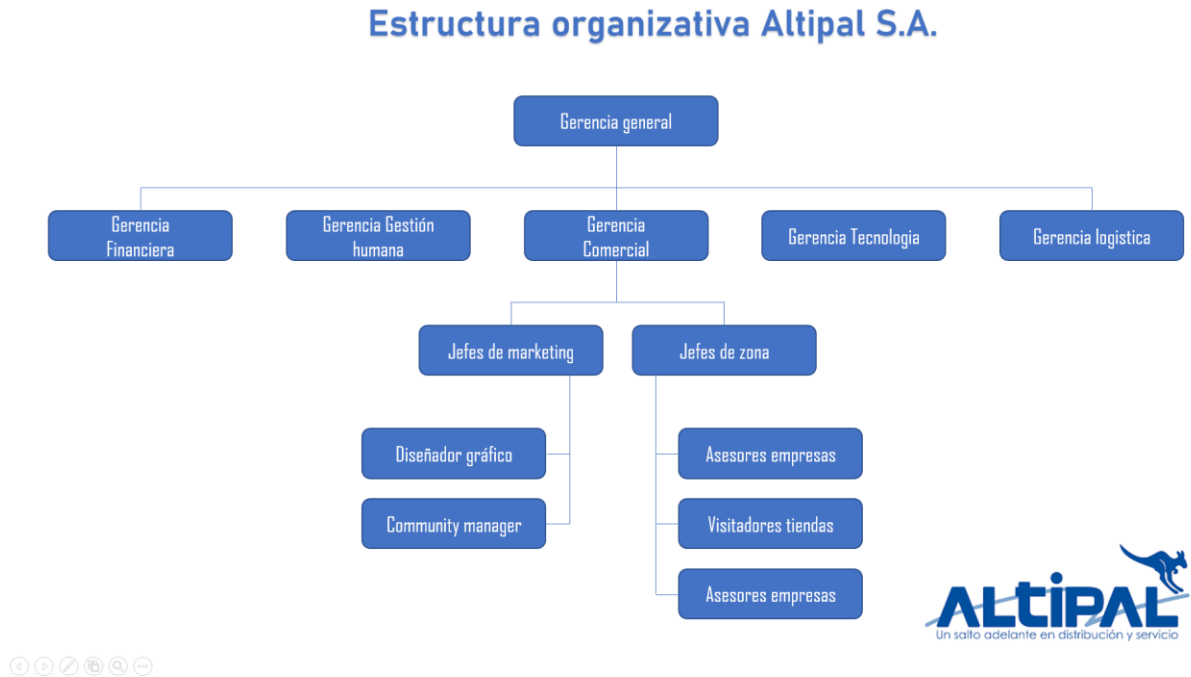 Estructura organizativa Altipal S.A.
Gerencia general
Gerencia
Financiera
Gerencia Gestión
humana
Gerencia
Comercial
Gerencia Tecnologia
Gerencia logistica
Jefes de marketing
Jefes de zona
Diseñador gráfico
Asesores empresas
Community manager
Visitadores tiendas
Asesores empresas
ALTIPAL
Un salto adelante en distribución y servicio